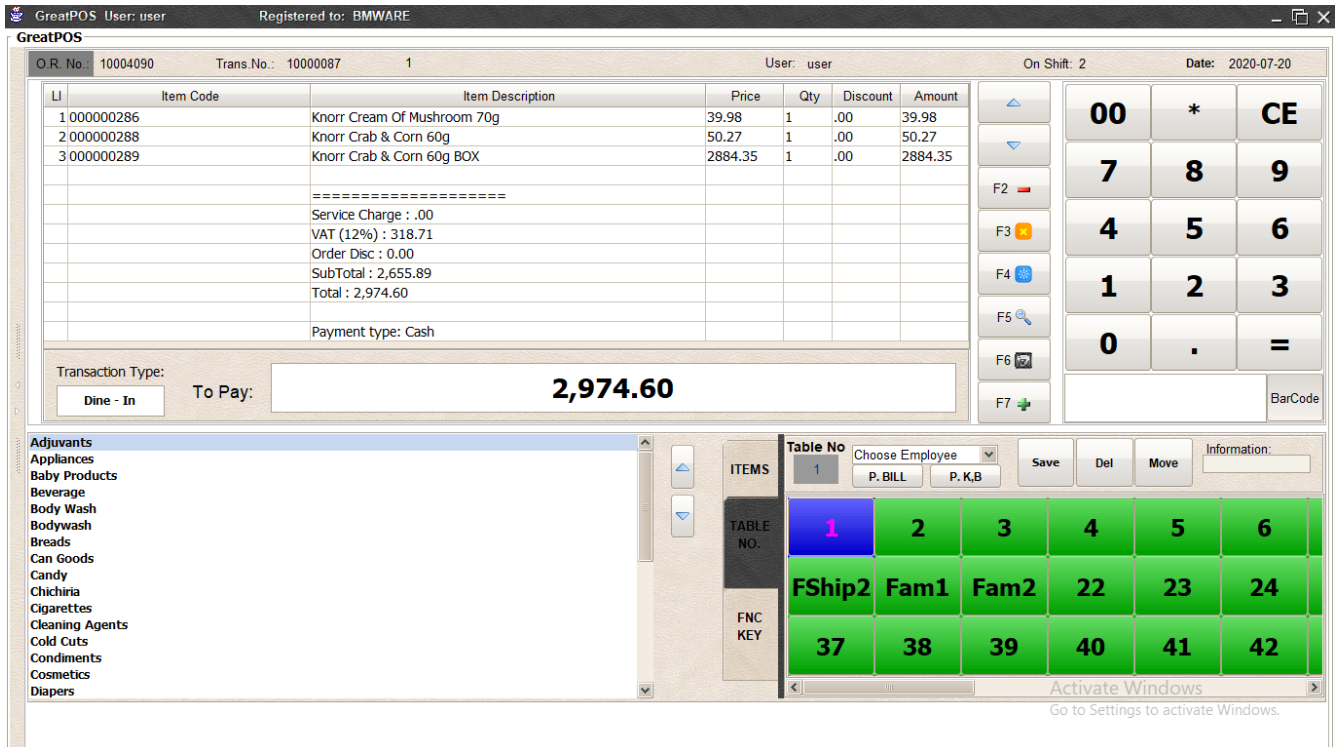 GreatPOS User: user Registered to: BMWARE
GreatPOS
O.R. No.: 10004090 Trans.No.: 10000087 1 User: user On Shift: 2 Date: 2020-07-20
LI Item Code Item Description Price Qty Discount Amount
1 000000286 Knorr Cream Of Mushroom 70g 39.98 1 .00 39.98
2 000000288 Knorr Crab & Corn 60g 50.27 1 .00 50.27
3 000000289 Knorr Crab & Corn 60g BOX 2884.35 1 .00 2884.35
====================
Service Charge : .00
VAT (12%) : 318.71
Order Disc : 0.00
SubTotal : 2,655.89
Total : 2,974.60
Payment type: Cash
Transaction Type:
Dine - In
To Pay: 2,974.60
F2
F3
F4
F5
F6
F7
00 * CE
7 8 9
4 5 6
1 2 3
0 . =
BarCode
Adjuvants
Appliances
Baby Products
Beverage
Body Wash
Bodywash
Breads
Can Goods
Candy
Chichiria
Cigarettes
Cleaning Agents
Cold Cuts
Condiments
Cosmetics
Diapers
ITEMS
TABLE
NO.
FNC
KEY
Table No
1
Choose Employee
P. BILL P. K,B
Save Del Move
Information:
1 2 3 4 5 6
FShip2 Fam1 Fam2 22 23 24
37 38 39 40 41 42
Activate Windows
Go to Settings to activate Windows.